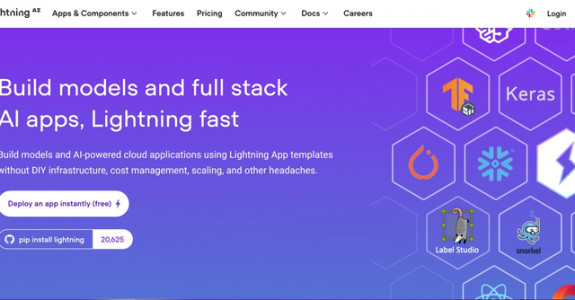 htning AI
Apps & Components
Features
Pricing
Community
Docs
Careers
Login
Build models and full stack
AI apps, Lightning fast
Build models and AI-powered cloud applications using Lightning App templates
without DIY infrastructure, cost management, scaling, and other headaches.
Deploy an app instantly (free)
pip install lightning 20,625
Keras
Label Studio
snorkel